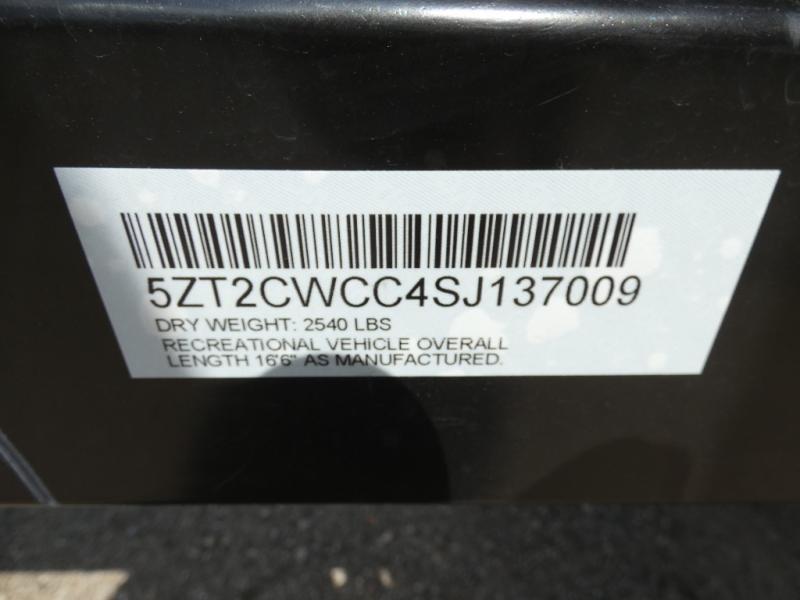 5ZT2CWCC4SJ137009
DRY WEIGHT: 2540 LBS
RECREATIONAL VEHICLE OVERALL
LENGTH 16'6" AS MANUFACTURED.